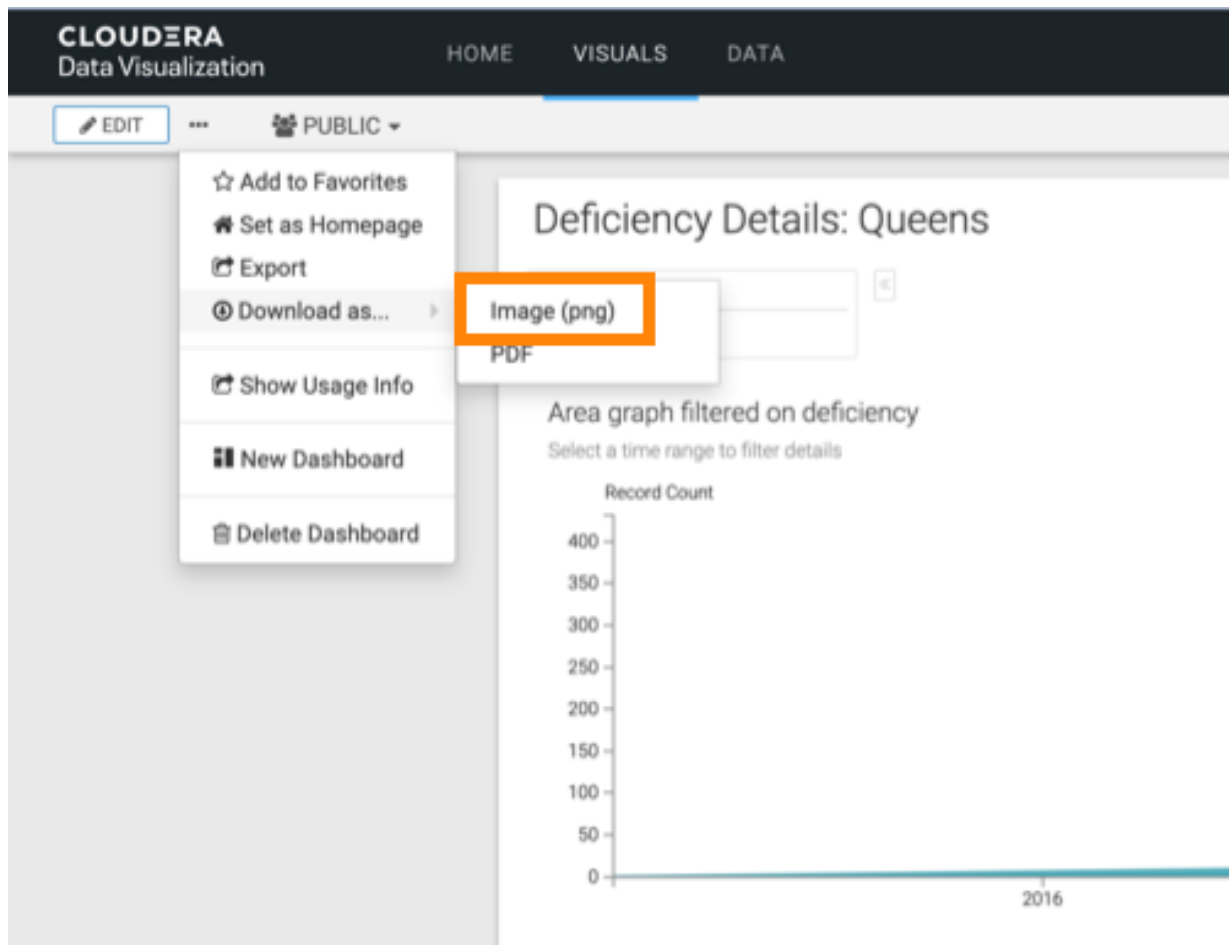 CLOUDERA
Data Visualization
HOME VISUALS DATA
EDIT ••• PUBLIC
Add to Favorites
Set as Homepage
Export
Download as...
Image (png)
PDF
Show Usage Info
New Dashboard
Delete Dashboard
Deficiency Details: Queens
Area graph filtered on deficiency
Select a time range to filter details
Record Count
400
350
300
250
200
150
100
50
0
2016